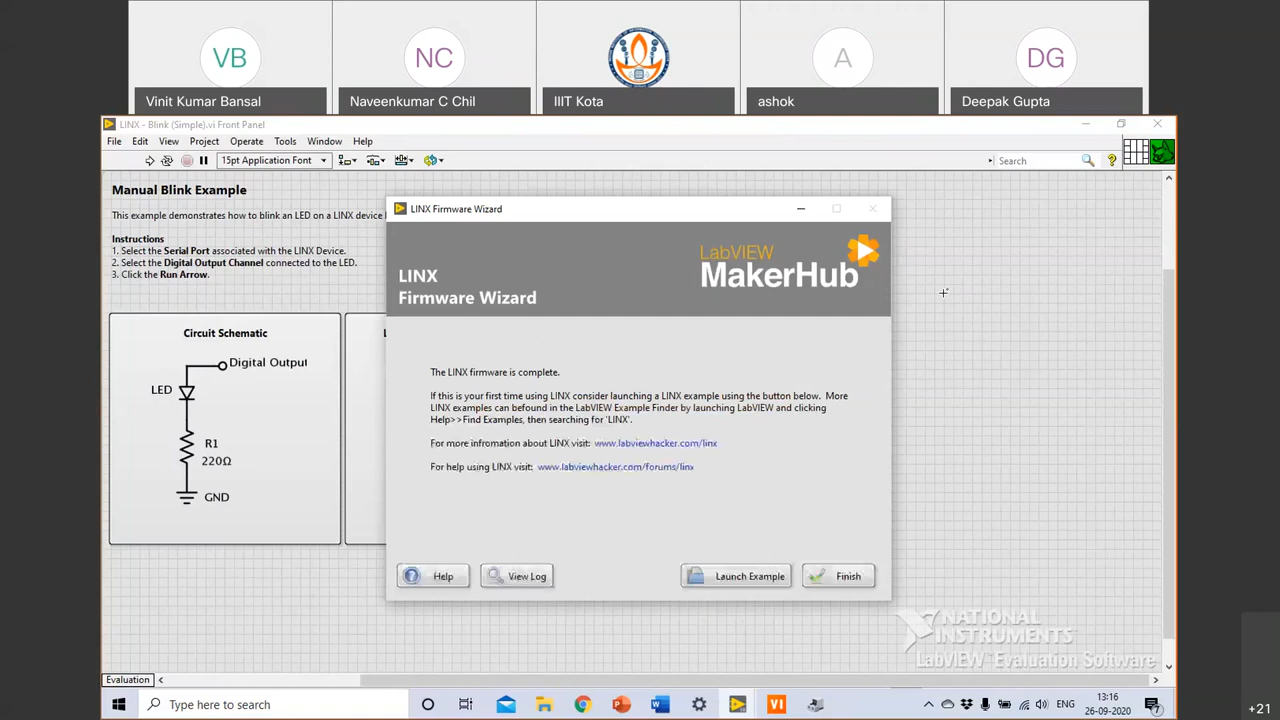 VB
NC
A
DG
Vinit Kumar Bansal
Naveenkumar C Chil
IIIT Kota
ashok
Deepak Gupta
LINX - Blink (Simple).vi Front Panel
File Edit View Project Operate Tools Window Help
15pt Application Font
Search
Manual Blink Example
This example demonstrates how to blink an LED on a LINX device
Instructions
1. Select the Serial Port associated with the LINX Device.
2. Select the Digital Output Channel connected to the LED.
3. Click the Run Arrow.
Circuit Schematic
Digital Output
LED
R1
220Ω
GND
LINX Firmware Wizard
LabVIEW
MakerHub
LINX
Firmware Wizard
The LINX firmware is complete.
If this is your first time using LINX consider launching a LINX example using the button below. More
LINX examples can befound in the LabVIEW Example Finder by launching LabVIEW and clicking
Help>>Find Examples, then searching for 'LINX'.
For more infromation about LINX visit: www.labviewhacker.com/linx
For help using LINX visit: www.labviewhacker.com/forums/linx
Help
View Log
Launch Example
Finish
NATIONAL
INSTRUMENTS
LabVIEW Evaluation Software
Evaluation
Type here to search
VI
ENG
13:16
26-09-2020
7
+21